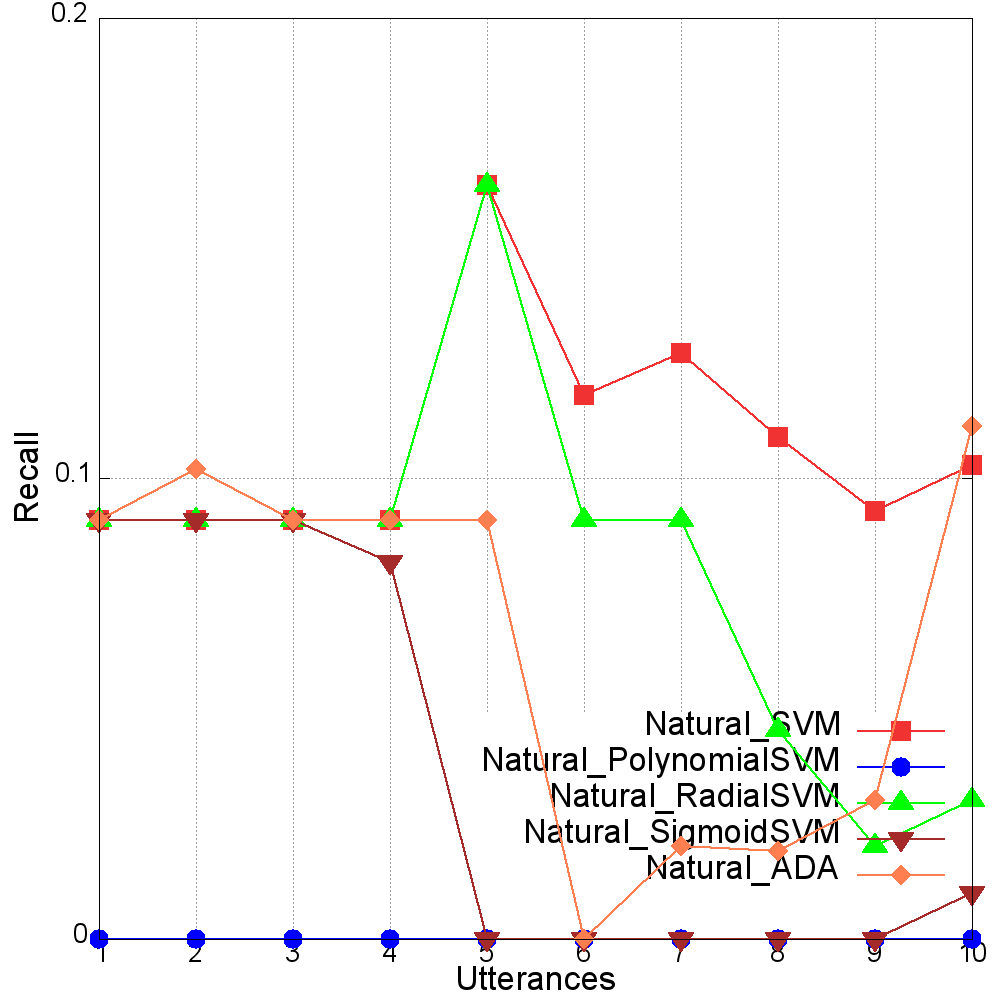 0.2
0.1
0
Recall
Natural_SVM
Natural_PolynomialSVM
Natural_RadialSVM
Natural_SigmoidSVM
Natural_ADA
1 2 3 4 5 6 7 8 9 10
Utterances